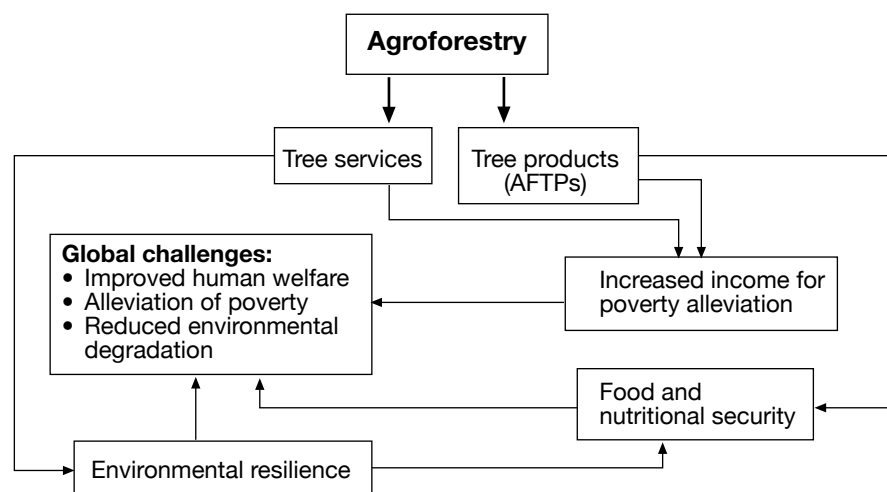 Agroforestry
Tree services
Tree products
(AFTPs)
Global challenges:
• Improved human welfare
• Alleviation of poverty
• Reduced environmental
degradation
Increased income for
poverty alleviation
Food and
nutritional security
Environmental resilience